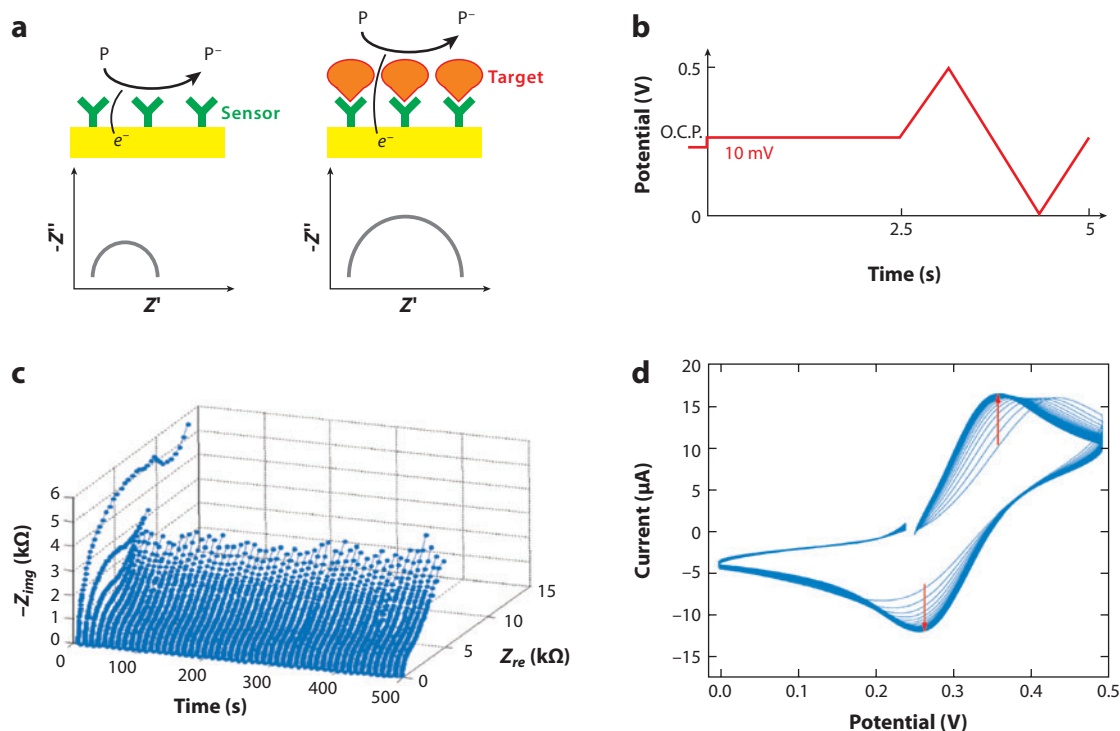 a
P
P⁻
Sensor
e⁻
-Z"
Z'
P
P⁻
Target
e⁻
-Z"
Z'
b
0.5
O.C.P.
10 mV
0
2.5
5
Potential (V)
Time (s)
c
6
5
4
3
2
1
0
0
100
200
300
400
500
0
5
10
15
−Zimg (kΩ)
Time (s)
Zre (kΩ)
d
20
15
10
5
0
−5
−10
−15
0.0
0.1
0.2
0.3
0.4
0.5
Current (μA)
Potential (V)